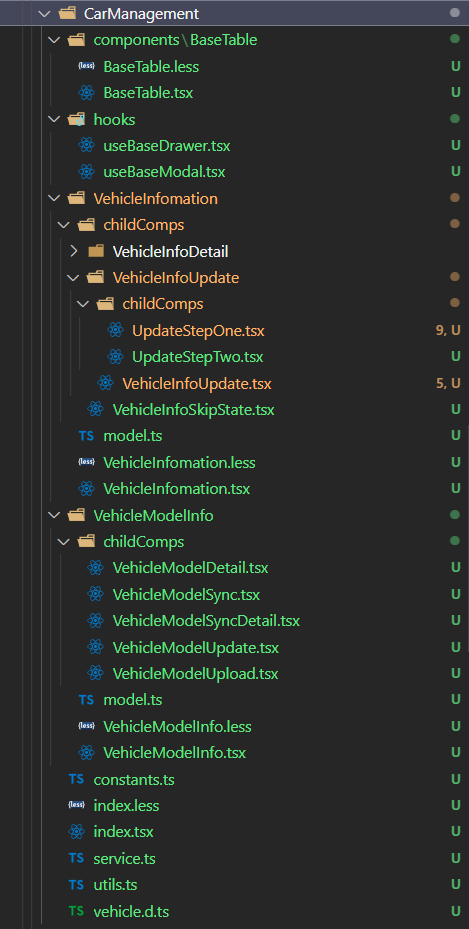 CarManagement
components\BaseTable
{less} BaseTable.less U
BaseTable.tsx U
hooks
useBaseDrawer.tsx U
useBaseModal.tsx U
VehicleInfomation
childComps
VehicleInfoDetail
VehicleInfoUpdate
childComps
UpdateStepOne.tsx 9, U
UpdateStepTwo.tsx U
VehicleInfoUpdate.tsx 5, U
VehicleInfoSkipState.tsx U
TS model.ts U
{less} VehicleInfomation.less U
VehicleInfomation.tsx U
VehicleModelInfo
childComps
VehicleModelDetail.tsx U
VehicleModelSync.tsx U
VehicleModelSyncDetail.tsx U
VehicleModelUpdate.tsx U
VehicleModelUpload.tsx U
TS model.ts U
{less} VehicleModelInfo.less U
VehicleModelInfo.tsx U
TS constants.ts U
{less} index.less U
index.tsx U
TS service.ts U
TS utils.ts U
TS vehicle.d.ts U